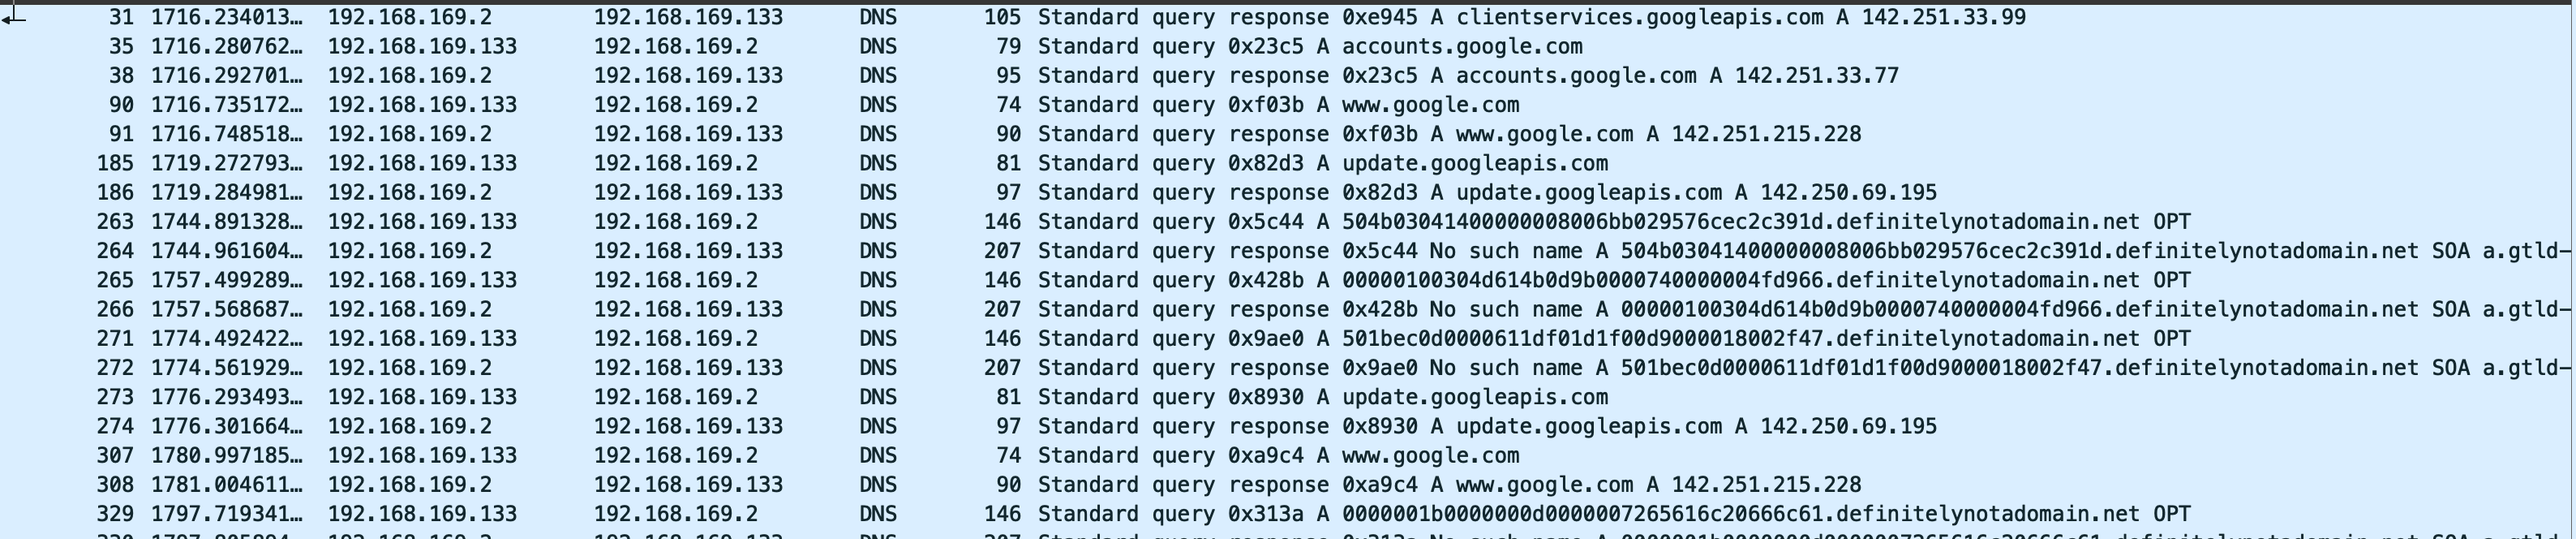 31 1716.234013… 192.168.169.2 192.168.169.133 DNS 105 Standard query response 0xe945 A clientservices.googleapis.com A 142.251.33.99
35 1716.280762… 192.168.169.133 192.168.169.2 DNS 79 Standard query 0x23c5 A accounts.google.com
38 1716.292701… 192.168.169.2 192.168.169.133 DNS 95 Standard query response 0x23c5 A accounts.google.com A 142.251.33.77
90 1716.735172… 192.168.169.133 192.168.169.2 DNS 74 Standard query 0xf03b A www.google.com
91 1716.748518… 192.168.169.2 192.168.169.133 DNS 90 Standard query response 0xf03b A www.google.com A 142.251.215.228
185 1719.272793… 192.168.169.133 192.168.169.2 DNS 81 Standard query 0x82d3 A update.googleapis.com
186 1719.284981… 192.168.169.2 192.168.169.133 DNS 97 Standard query response 0x82d3 A update.googleapis.com A 142.250.69.195
263 1744.891328… 192.168.169.133 192.168.169.2 DNS 146 Standard query 0x5c44 A 504b03041400000008006bb029576cec2c391d.definitelynotadomain.net OPT
264 1744.961604… 192.168.169.2 192.168.169.133 DNS 207 Standard query response 0x5c44 No such name A 504b03041400000008006bb029576cec2c391d.definitelynotadomain.net SOA a.gtld-
265 1757.499289… 192.168.169.133 192.168.169.2 DNS 146 Standard query 0x428b A 00000100304d614b0d9b0000740000004fd966.definitelynotadomain.net OPT
266 1757.568687… 192.168.169.2 192.168.169.133 DNS 207 Standard query response 0x428b No such name A 00000100304d614b0d9b0000740000004fd966.definitelynotadomain.net SOA a.gtld-
271 1774.492422… 192.168.169.133 192.168.169.2 DNS 146 Standard query 0x9ae0 A 501bec0d0000611df01d1f00d9000018002f47.definitelynotadomain.net OPT
272 1774.561929… 192.168.169.2 192.168.169.133 DNS 207 Standard query response 0x9ae0 No such name A 501bec0d0000611df01d1f00d9000018002f47.definitelynotadomain.net SOA a.gtld-
273 1776.293493… 192.168.169.133 192.168.169.2 DNS 81 Standard query 0x8930 A update.googleapis.com
274 1776.301664… 192.168.169.2 192.168.169.133 DNS 97 Standard query response 0x8930 A update.googleapis.com A 142.250.69.195
307 1780.997185… 192.168.169.133 192.168.169.2 DNS 74 Standard query 0xa9c4 A www.google.com
308 1781.004611… 192.168.169.2 192.168.169.133 DNS 90 Standard query response 0xa9c4 A www.google.com A 142.251.215.228
329 1797.719341… 192.168.169.133 192.168.169.2 DNS 146 Standard query 0x313a A 0000001b0000000d0000007265616c20666c61.definitelynotadomain.net OPT